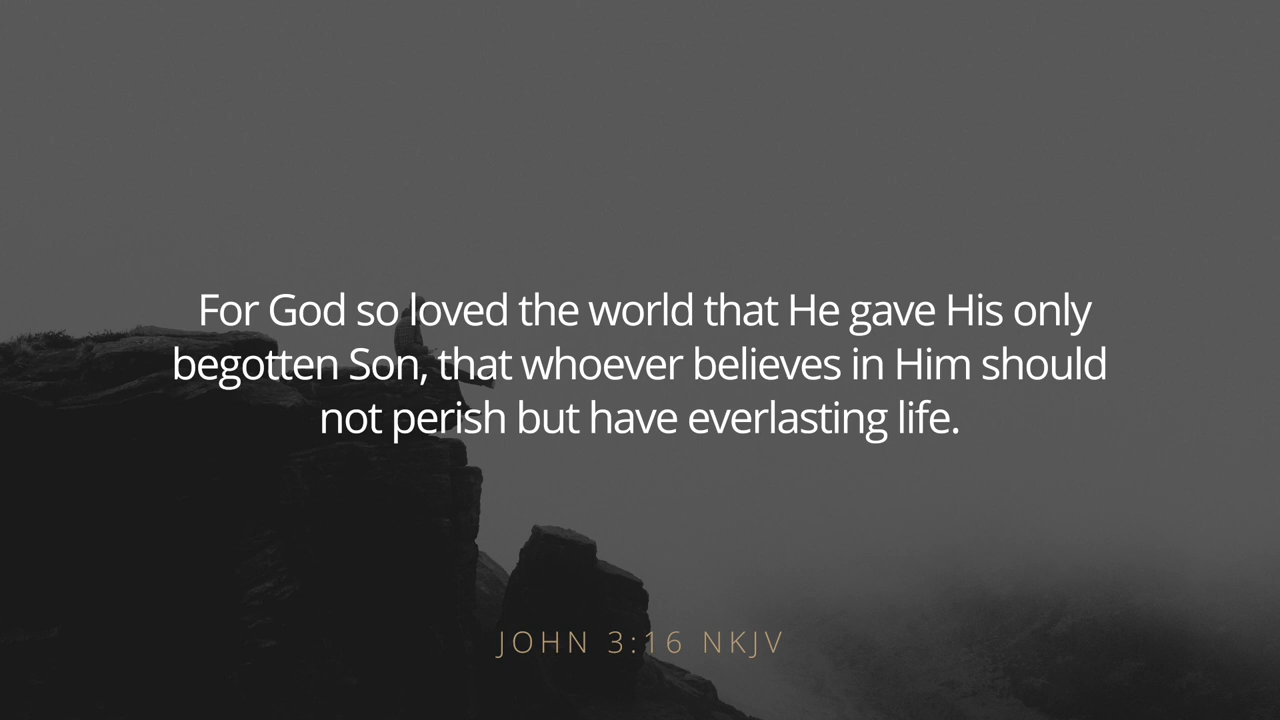 For God so loved the world that He gave His only
begotten Son, that whoever believes in Him should
not perish but have everlasting life.
JOHN 3:16 NKJV